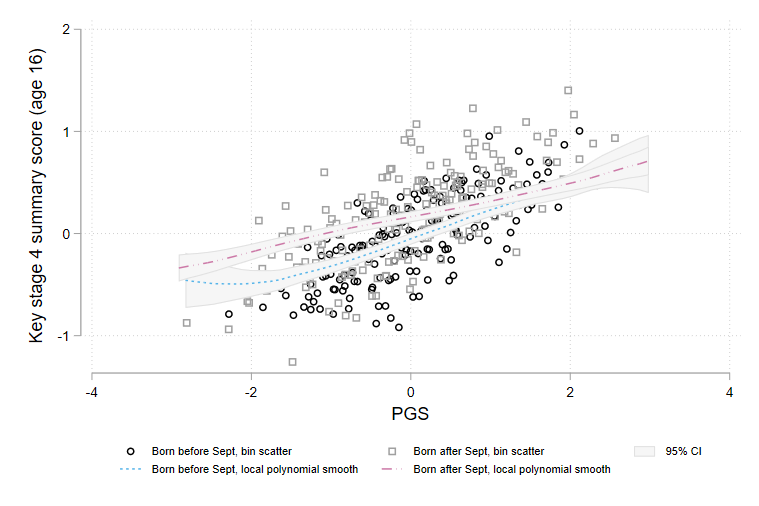 Key stage 4 summary score (age 16)
2
1
0
-1
-4
-2
0
2
4
PGS
Born before Sept, bin scatter
Born after Sept, bin scatter
95% CI
Born before Sept, local polynomial smooth
Born after Sept, local polynomial smooth